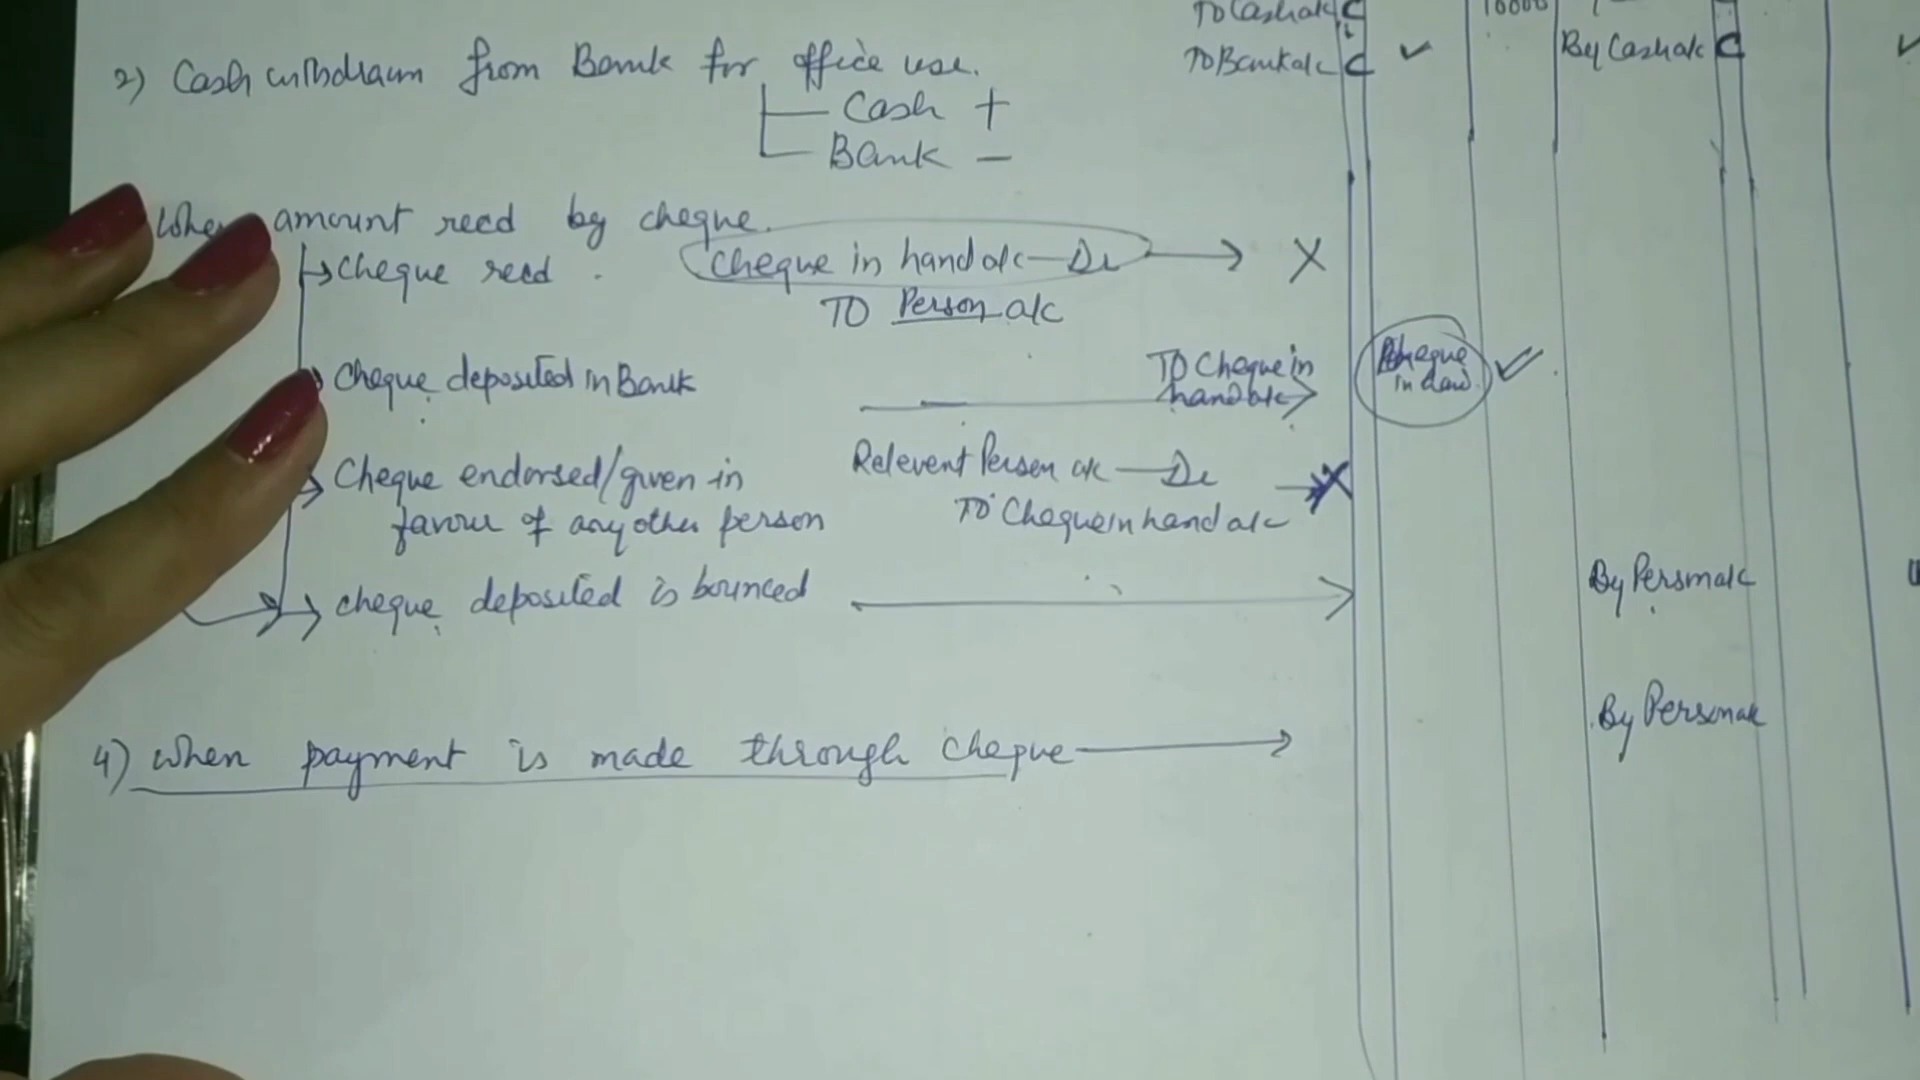 To Cash a/c C
10000
2) Cash withdrawn from Bank for office use.
To Bank a/c C ✓
By Cash a/c C
Cash +
Bank −
When amount recd by cheque.
→ Cheque recd
Cheque in hand a/c — Dr → X
TO Person a/c
Cheque deposited in Bank
TO Cheque in
hand a/c
Cheque
in
→ Cheque endorsed/given in
favour of any other person
Relevent Person a/c — Dr
TO Cheque in hand a/c → X
→ cheque deposited is bounced
By Person a/c
4) When payment is made through cheque
By Person a/c